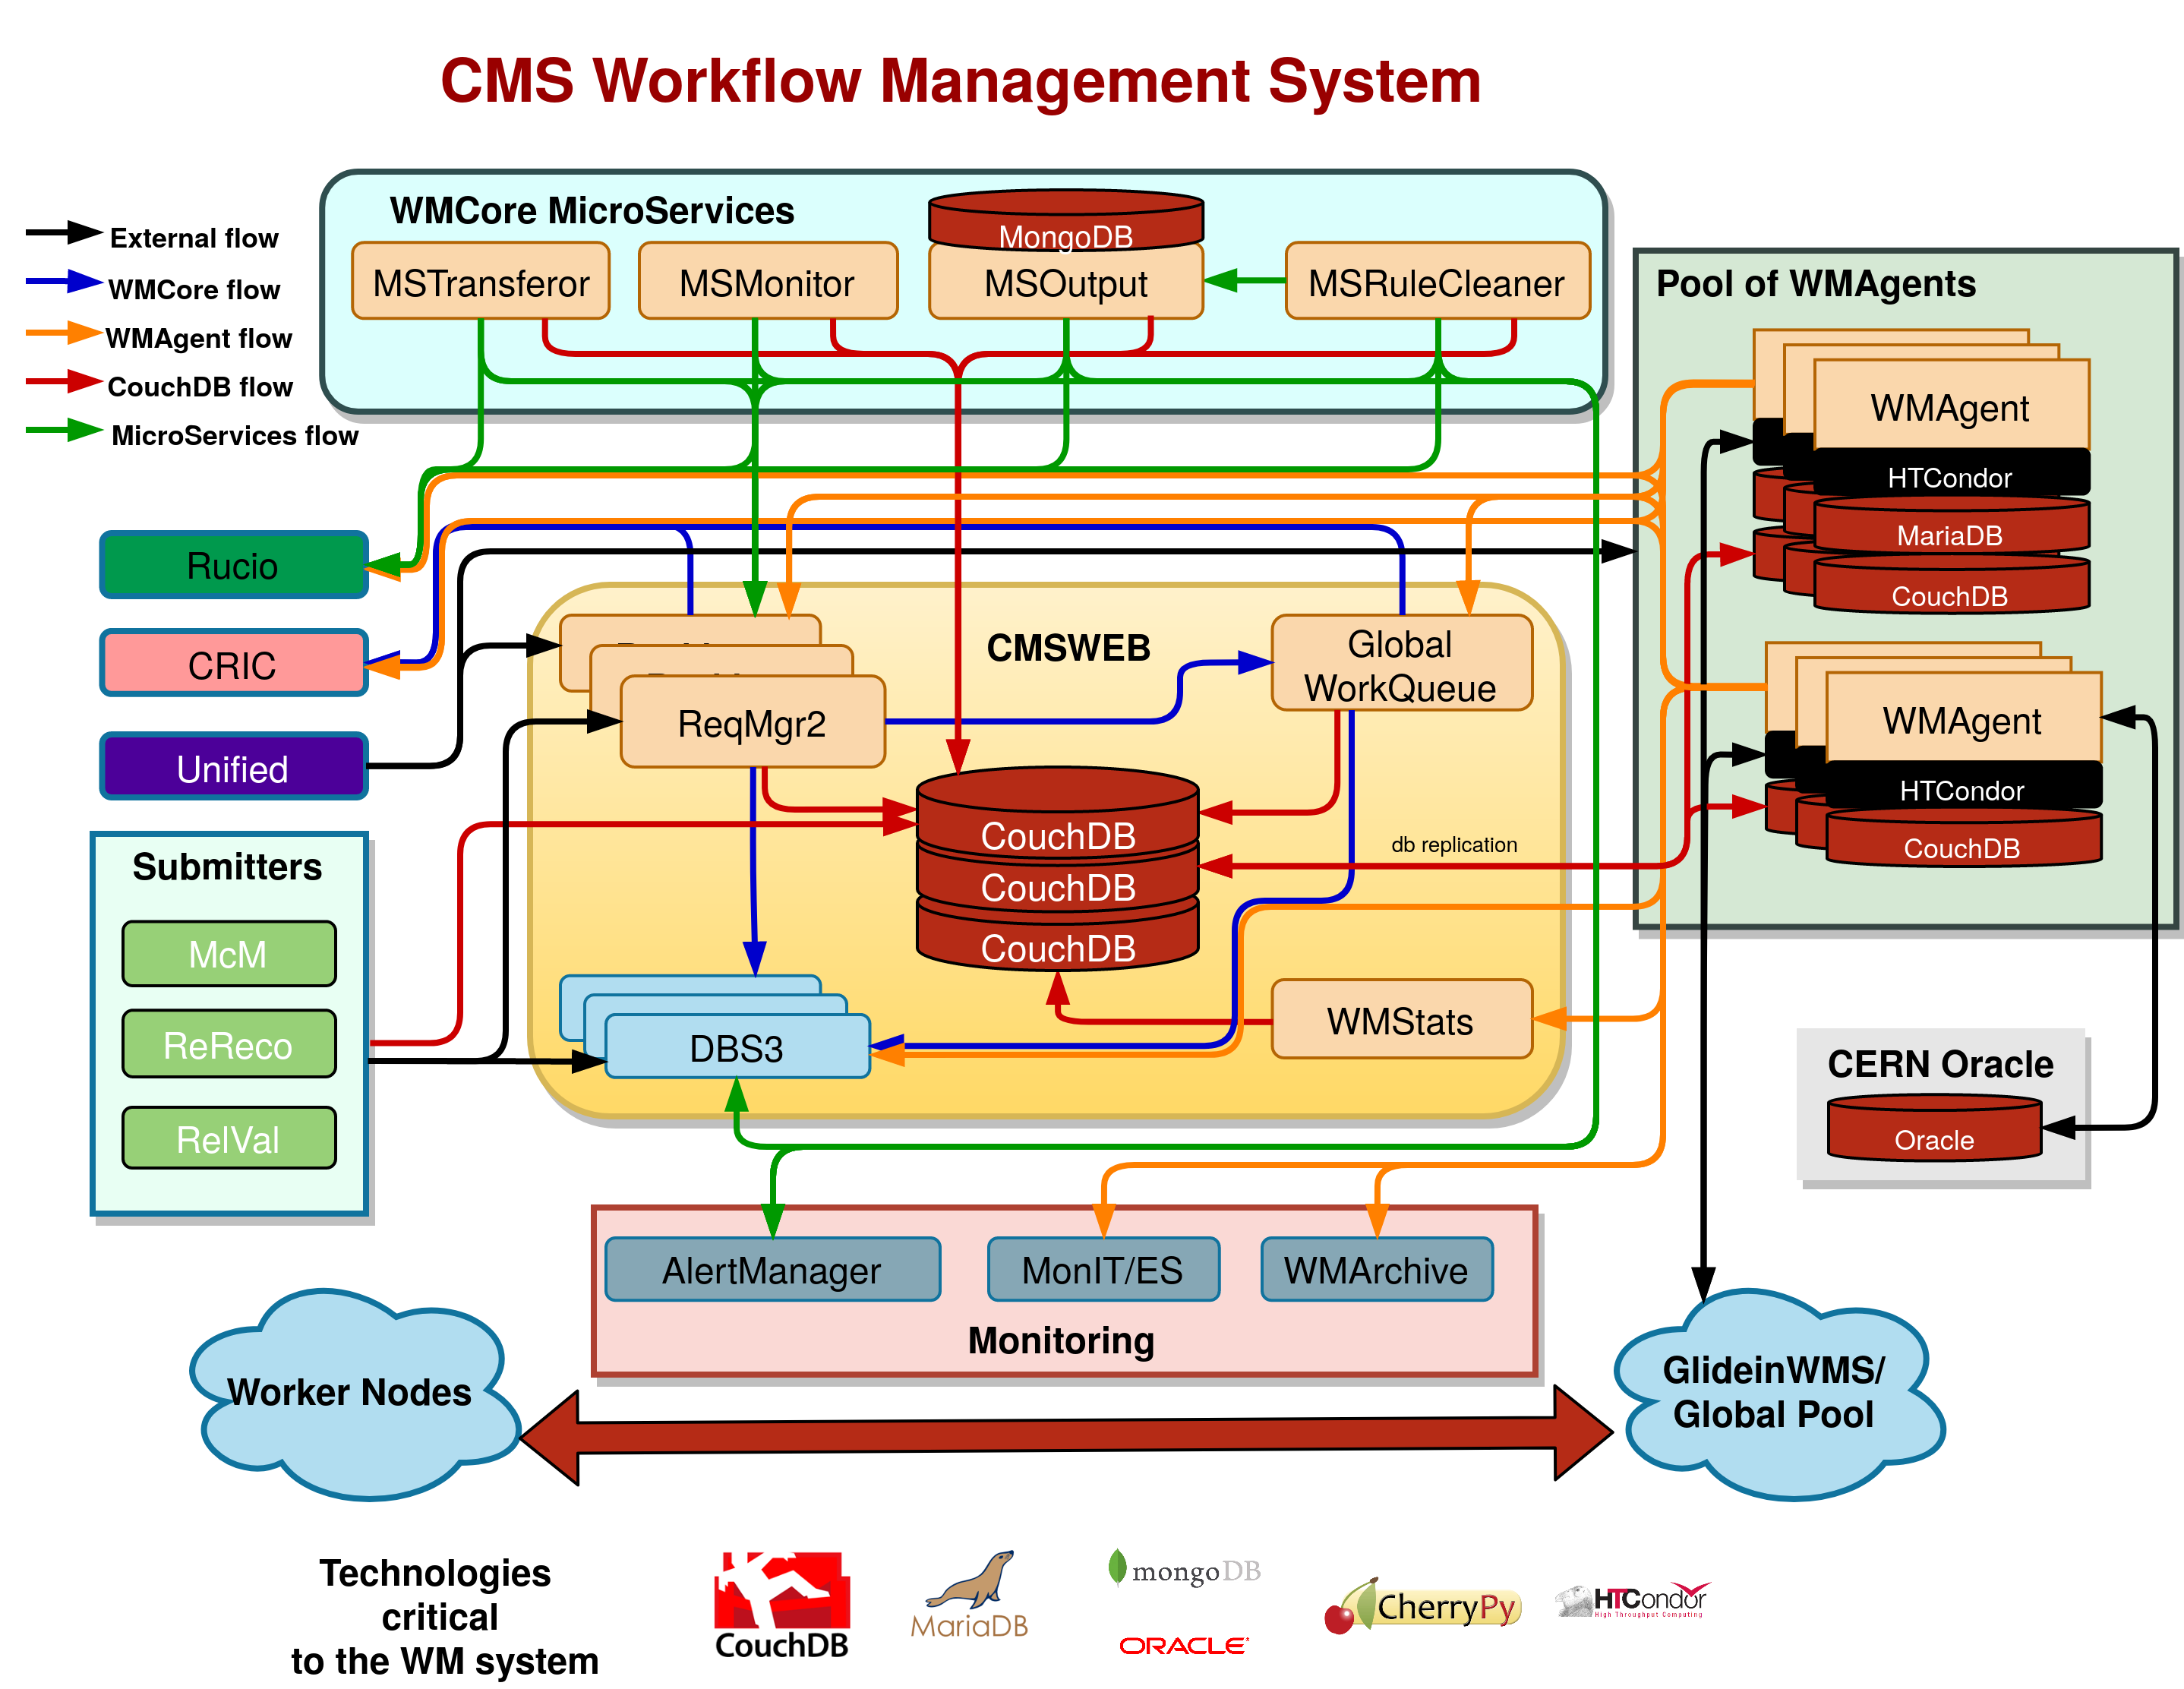 CMS Workflow Management System
External flow
WMCore flow
WMAgent flow
CouchDB flow
MicroServices flow
WMCore MicroServices
MongoDB
MSTransferor
MSMonitor
MSOutput
MSRuleCleaner
Pool of WMAgents
WMAgent
HTCondor
MariaDB
CouchDB
WMAgent
HTCondor
CouchDB
Rucio
CRIC
Unified
Submitters
McM
ReReco
RelVal
CMSWEB
ReqMgr2
Global
WorkQueue
CouchDB
CouchDB
CouchDB
db replication
DBS3
WMStats
CERN Oracle
Oracle
AlertManager
MonIT/ES
WMArchive
Monitoring
Worker Nodes
GlideinWMS/
Global Pool
Technologies
critical
to the WM system
CouchDB
MariaDB
mongoDB
ORACLE
CherryPy
HTCondor
High Throughput Computing